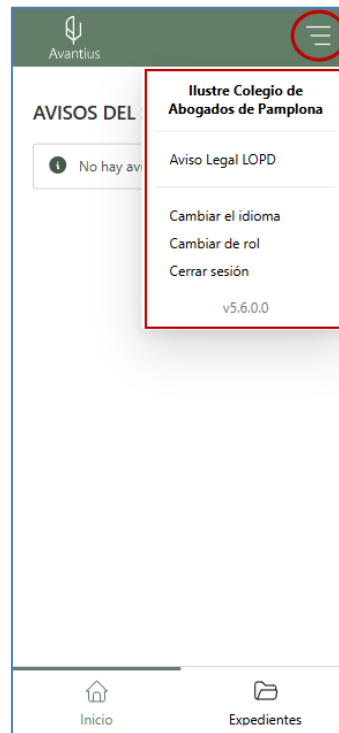 Avantius
AVISOS DEL
No hay avi
Ilustre Colegio de
Abogados de Pamplona
Aviso Legal LOPD
Cambiar el idioma
Cambiar de rol
Cerrar sesión
v5.6.0.0
Inicio
Expedientes